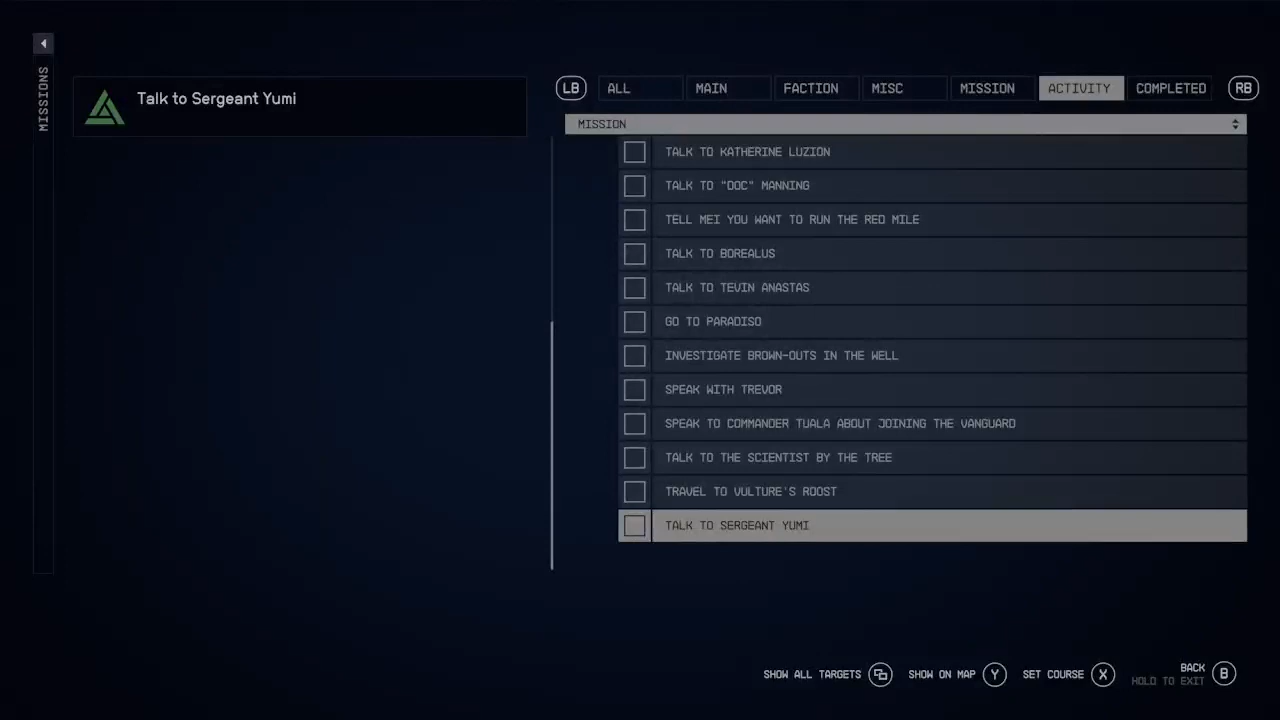 MISSIONS
Talk to Sergeant Yumi
LB ALL MAIN FACTION MISC MISSION ACTIVITY COMPLETED RB
MISSION
TALK TO KATHERINE LUZION
TALK TO "DOC" MANNING
TELL MEI YOU WANT TO RUN THE RED MILE
TALK TO BOREALUS
TALK TO TEVIN ANASTAS
GO TO PARADISO
INVESTIGATE BROWN-OUTS IN THE WELL
SPEAK WITH TREVOR
SPEAK TO COMMANDER TUALA ABOUT JOINING THE VANGUARD
TALK TO THE SCIENTIST BY THE TREE
TRAVEL TO VULTURE'S ROOST
TALK TO SERGEANT YUMI
SHOW ALL TARGETS SHOW ON MAP Y SET COURSE X BACK B
HOLD TO EXIT